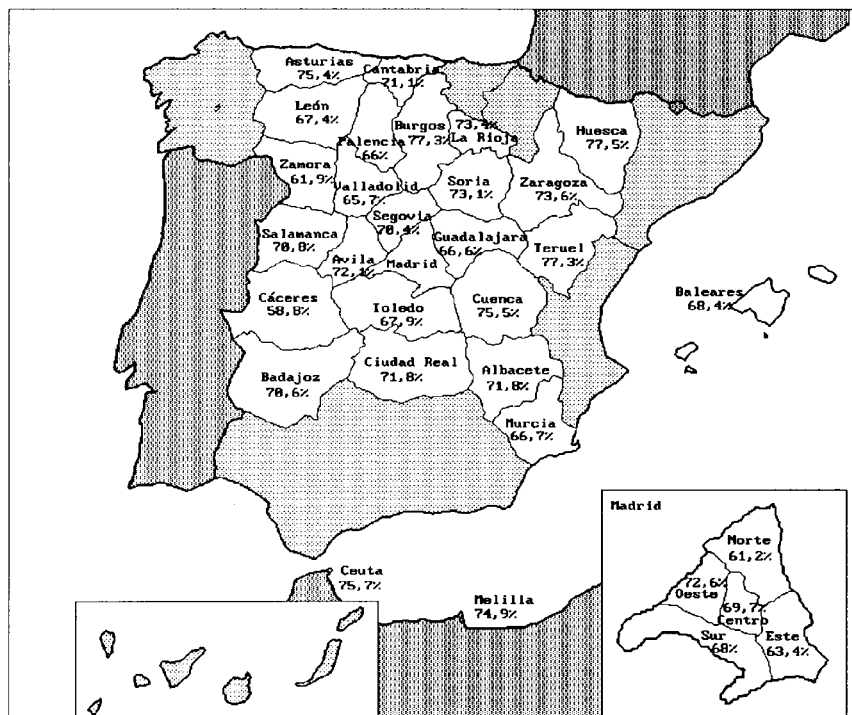 Asturias
75,4%
Cantabria
71,1%
León
67,4%
Palencia
66%
Burgos
77,3%
73,4%
La Rioja
Huesca
77,5%
Zamora
61,9%
Valladolid
65,7%
Soria
73,1%
Zaragoza
73,6%
Segovia
70,4%
Salamanca
70,8%
Avila
72,1%
Madrid
Guadalajara
66,6%
Teruel
77,3%
Cáceres
58,8%
Toledo
67,9%
Cuenca
75,5%
Baleares
68,4%
Badajoz
70,6%
Ciudad Real
71,8%
Albacete
71,8%
Murcia
66,7%
Ceuta
75,7%
Melilla
74,9%
Madrid
Norte
61,2%
72,6%
Oeste
69,7%
Centro
Sur
68%
Este
63,4%